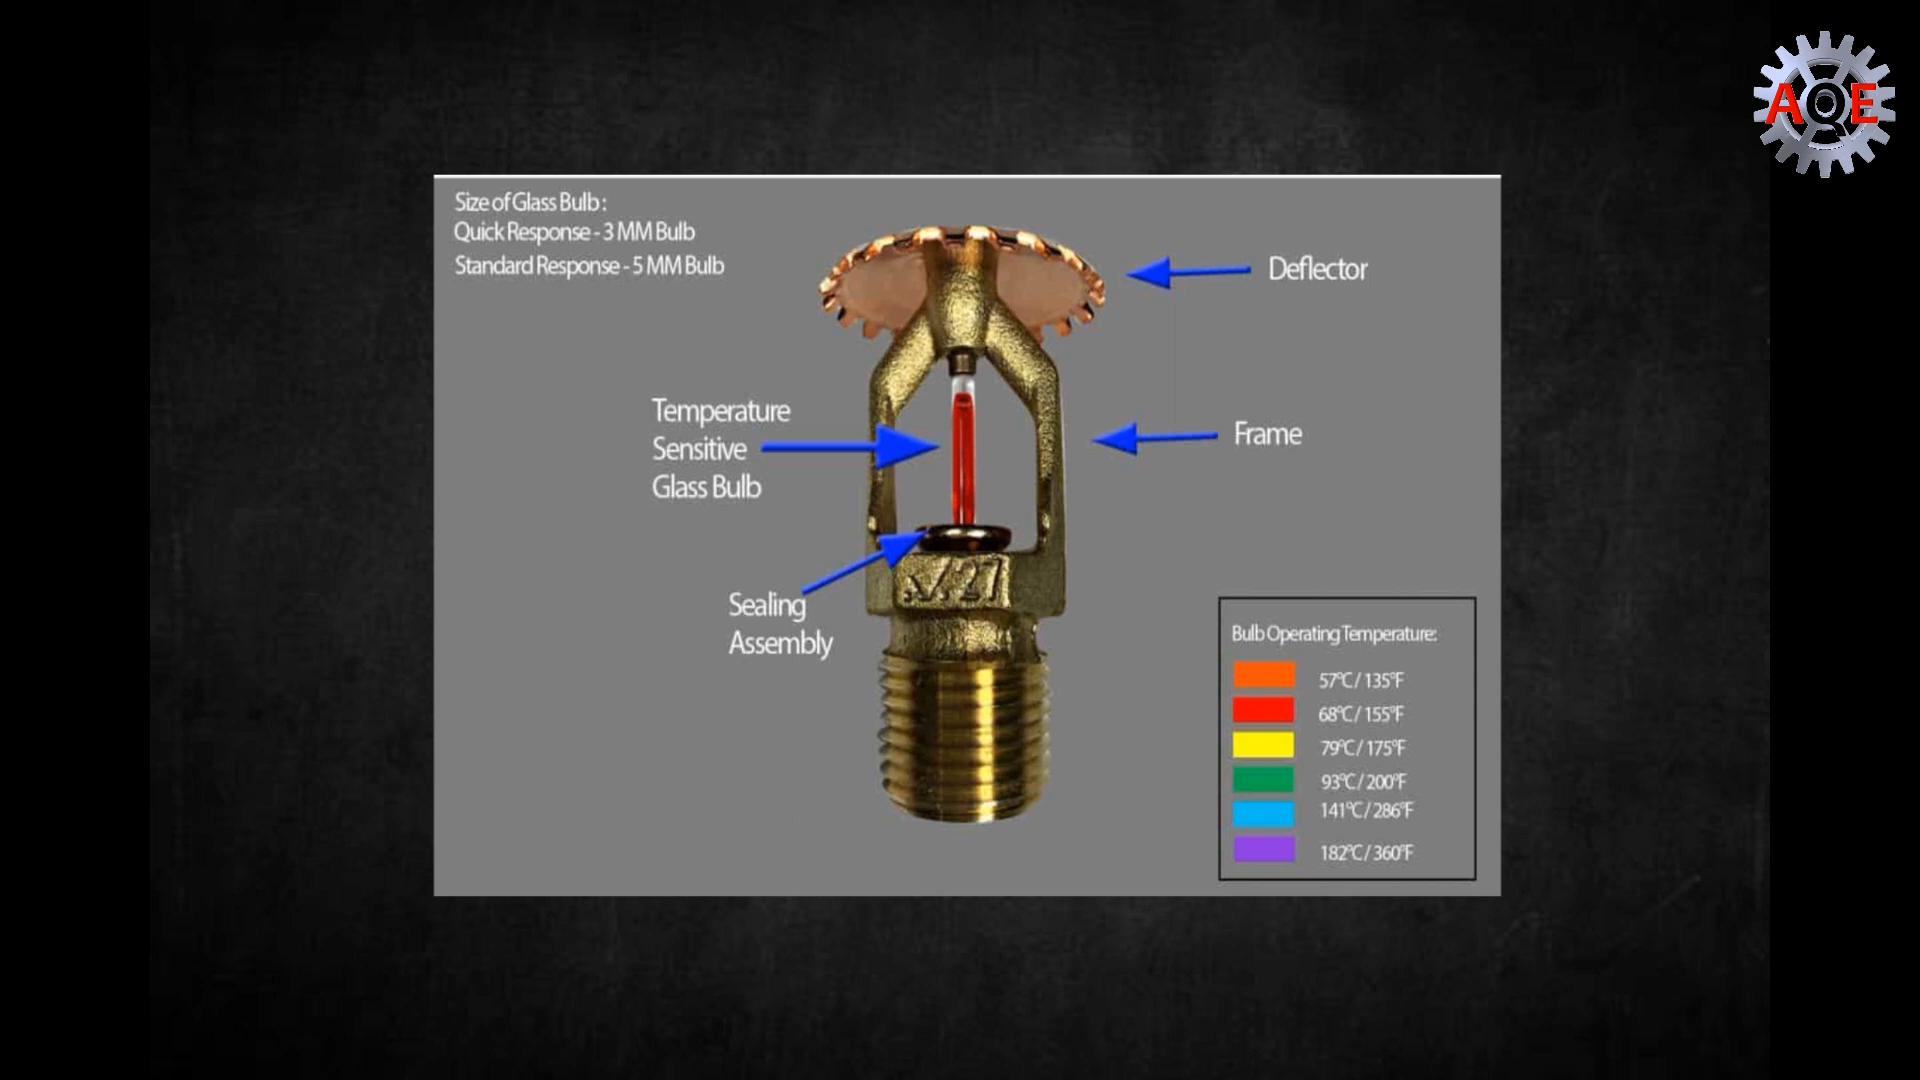 AQE
Size of Glass Bulb :
Quick Response - 3 MM Bulb
Standard Response - 5 MM Bulb
Deflector
Temperature
Sensitive
Glass Bulb
Frame
Sealing
Assembly
V27
Bulb Operating Temperature:
57°C / 135°F
68°C / 155°F
79°C / 175°F
93°C / 200°F
141°C / 286°F
182°C / 360°F